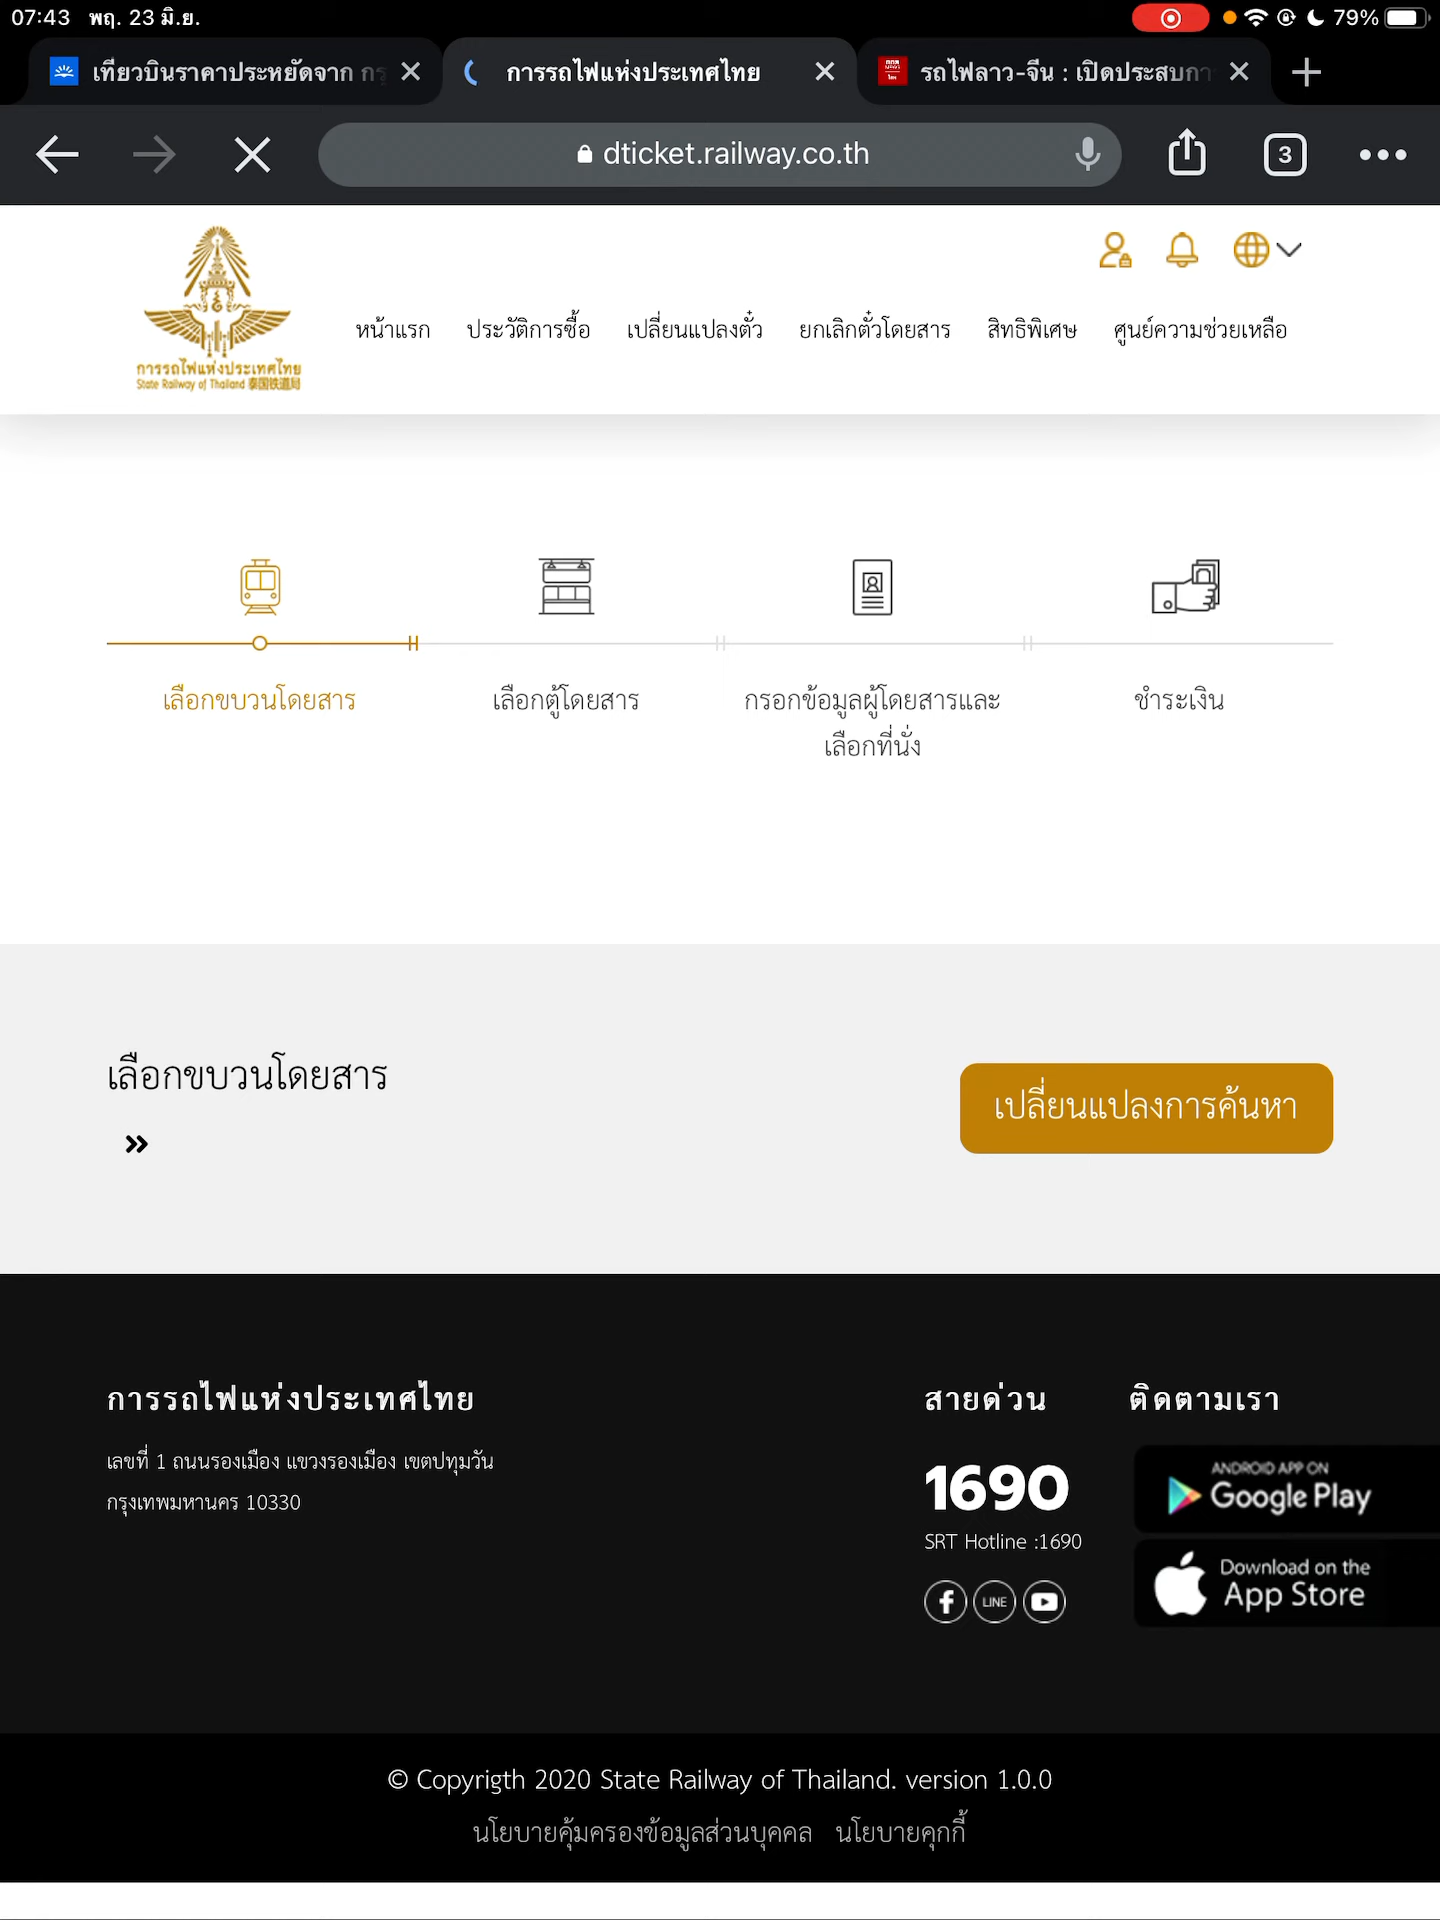 07:43 พฤ. 23 มิ.ย.
79%
เที่ยวบินราคาประหยัดจาก กรุ
การรถไฟแห่งประเทศไทย
รถไฟลาว-จีน : เปิดประสบกา
dticket.railway.co.th
3
การรถไฟแห่งประเทศไทย
State Railway of Thailand 泰国铁道局
หน้าแรก ประวัติการซื้อ เปลี่ยนแปลงตั๋ว ยกเลิกตั๋วโดยสาร สิทธิพิเศษ ศูนย์ความช่วยเหลือ
เลือกขบวนโดยสาร
เลือกตู้โดยสาร
กรอกข้อมูลผู้โดยสารและ
เลือกที่นั่ง
ชำระเงิน
เลือกขบวนโดยสาร
เปลี่ยนแปลงการค้นหา
»
การรถไฟแห่งประเทศไทย
เลขที่ 1 ถนนรองเมือง แขวงรองเมือง เขตปทุมวัน
กรุงเทพมหานคร 10330
สายด่วน
1690
SRT Hotline :1690
LINE
ติดตามเรา
ANDROID APP ON
Google Play
Download on the
App Store
© Copyrigth 2020 State Railway of Thailand. version 1.0.0
นโยบายคุ้มครองข้อมูลส่วนบุคคล นโยบายคุกกี้